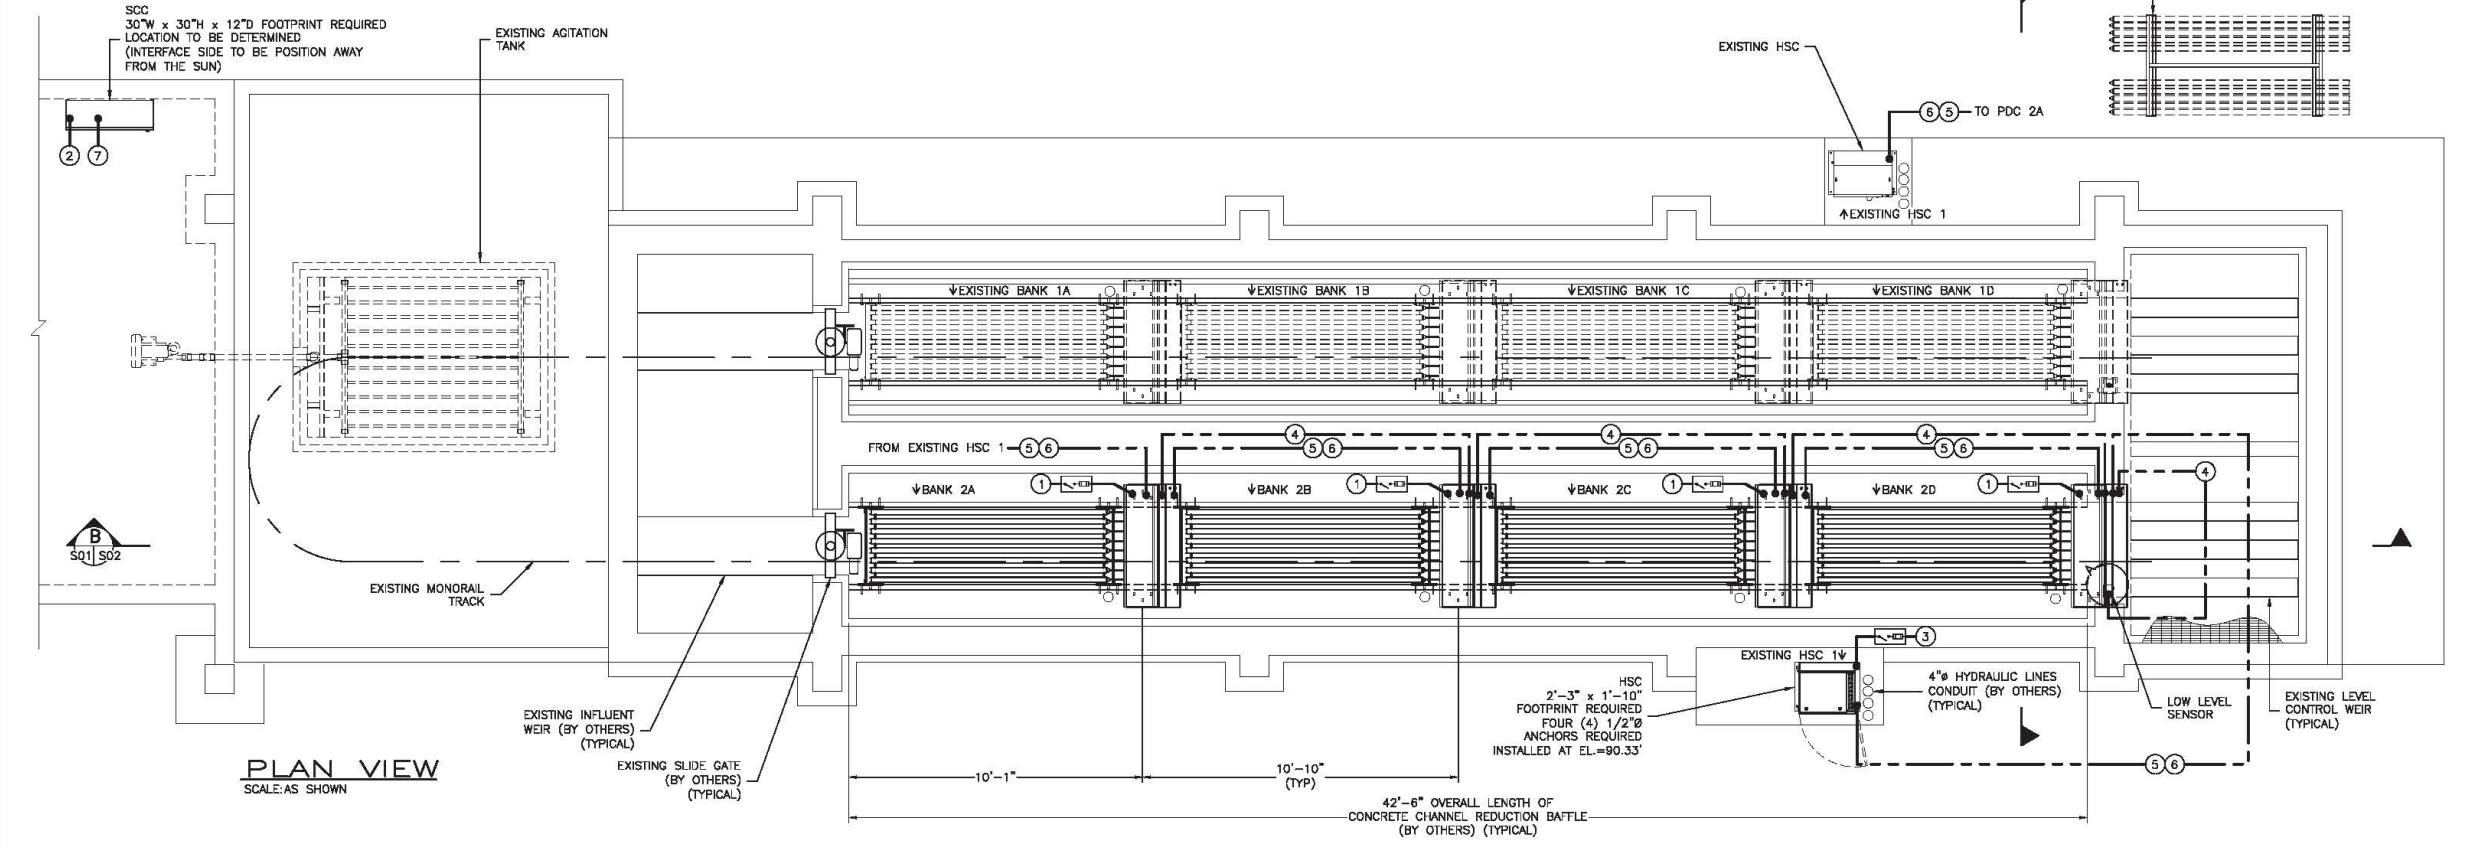 SCC
30"W x 30"H x 12"D FOOTPRINT REQUIRED
LOCATION TO BE DETERMINED
(INTERFACE SIDE TO BE POSITION AWAY
FROM THE SUN)
EXISTING AGITATION
TANK
EXISTING HSC
6 5 TO PDC 2A
2 7
↑EXISTING HSC 1
↓EXISTING BANK 1A
↓EXISTING BANK 1B
↓EXISTING BANK 1C
↓EXISTING BANK 1D
4
4
4
FROM EXISTING HSC 1 5 6
5 6
5 6
5 6
4
1
1
1
1
↓BANK 2A
↓BANK 2B
↓BANK 2C
↓BANK 2D
B
S01 S02
EXISTING MONORAIL
TRACK
3
EXISTING HSC 1↓
HSC
2'-3" x 1'-10"
FOOTPRINT REQUIRED
FOUR (4) 1/2"Ø
ANCHORS REQUIRED
INSTALLED AT EL.=90.33'
4"Ø HYDRAULIC LINES
CONDUIT (BY OTHERS)
(TYPICAL)
LOW LEVEL
SENSOR
EXISTING LEVEL
CONTROL WEIR
(TYPICAL)
EXISTING INFLUENT
WEIR (BY OTHERS)
(TYPICAL)
EXISTING SLIDE GATE
(BY OTHERS)
(TYPICAL)
PLAN VIEW
SCALE:AS SHOWN
10'-1"
10'-10"
(TYP)
5 6
42'-6" OVERALL LENGTH OF
CONCRETE CHANNEL REDUCTION BAFFLE
(BY OTHERS) (TYPICAL)